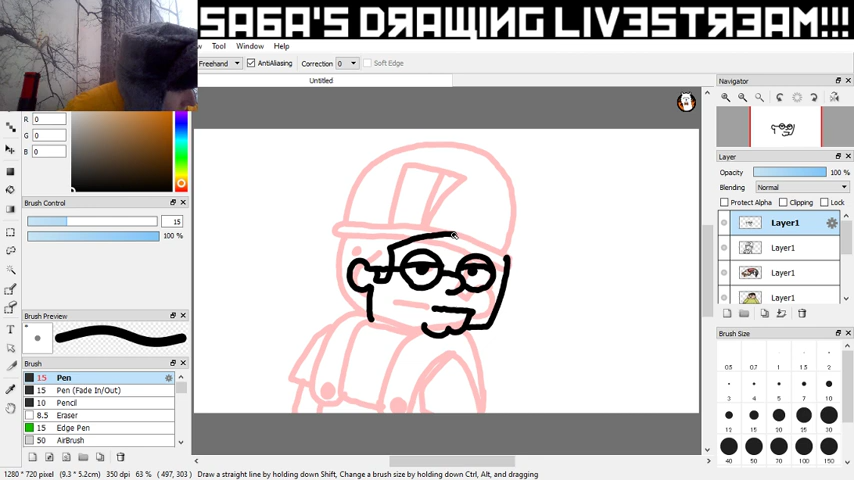 SAGA'S DЯAШIИG LIVESTЯEAM!!!
w Tool Window Help
Freehand AntiAliasing Correction 0 Soft Edge
Untitled
R 0
G 0
B 0
Brush Control
15
100 %
Brush Preview
Brush
15 Pen
15 Pen (Fade In/Out)
10 Pencil
8.5 Eraser
15 Edge Pen
50 AirBrush
Navigator
Layer
Opacity 100 %
Blending Normal
Protect Alpha Clipping Lock
Layer1
Layer1
Layer1
Layer1
Brush Size
0.5 0.7 1 1.5 2
3 4 5 7 10
12 15 20 25 30
40 50 70 100 150
1280 * 720 pixel (9.3 * 5.2cm) 350 dpi 63 % ( 497, 303 ) Draw a straight line by holding down Shift, Change a brush size by holding down Ctrl, Alt, and dragging